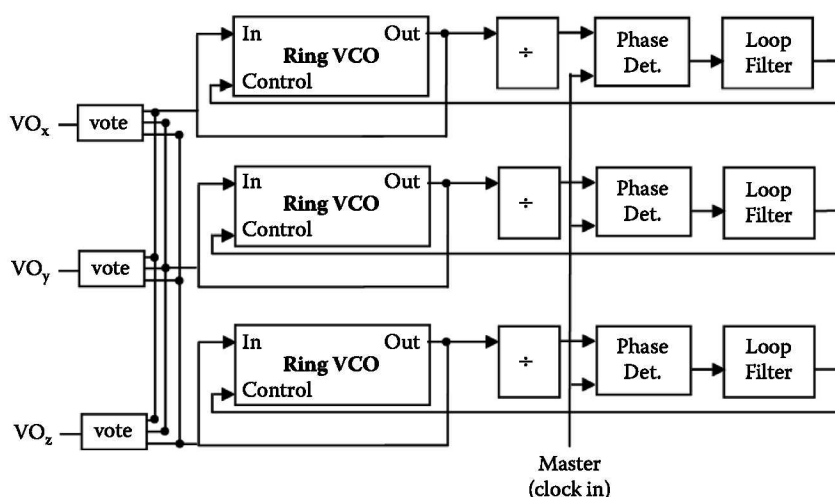 In Out
Ring VCO
Control
÷
Phase
Det.
Loop
Filter
VOx
vote
In Out
Ring VCO
Control
÷
Phase
Det.
Loop
Filter
VOy
vote
In Out
Ring VCO
Control
÷
Phase
Det.
Loop
Filter
VOz
vote
Master
(clock in)